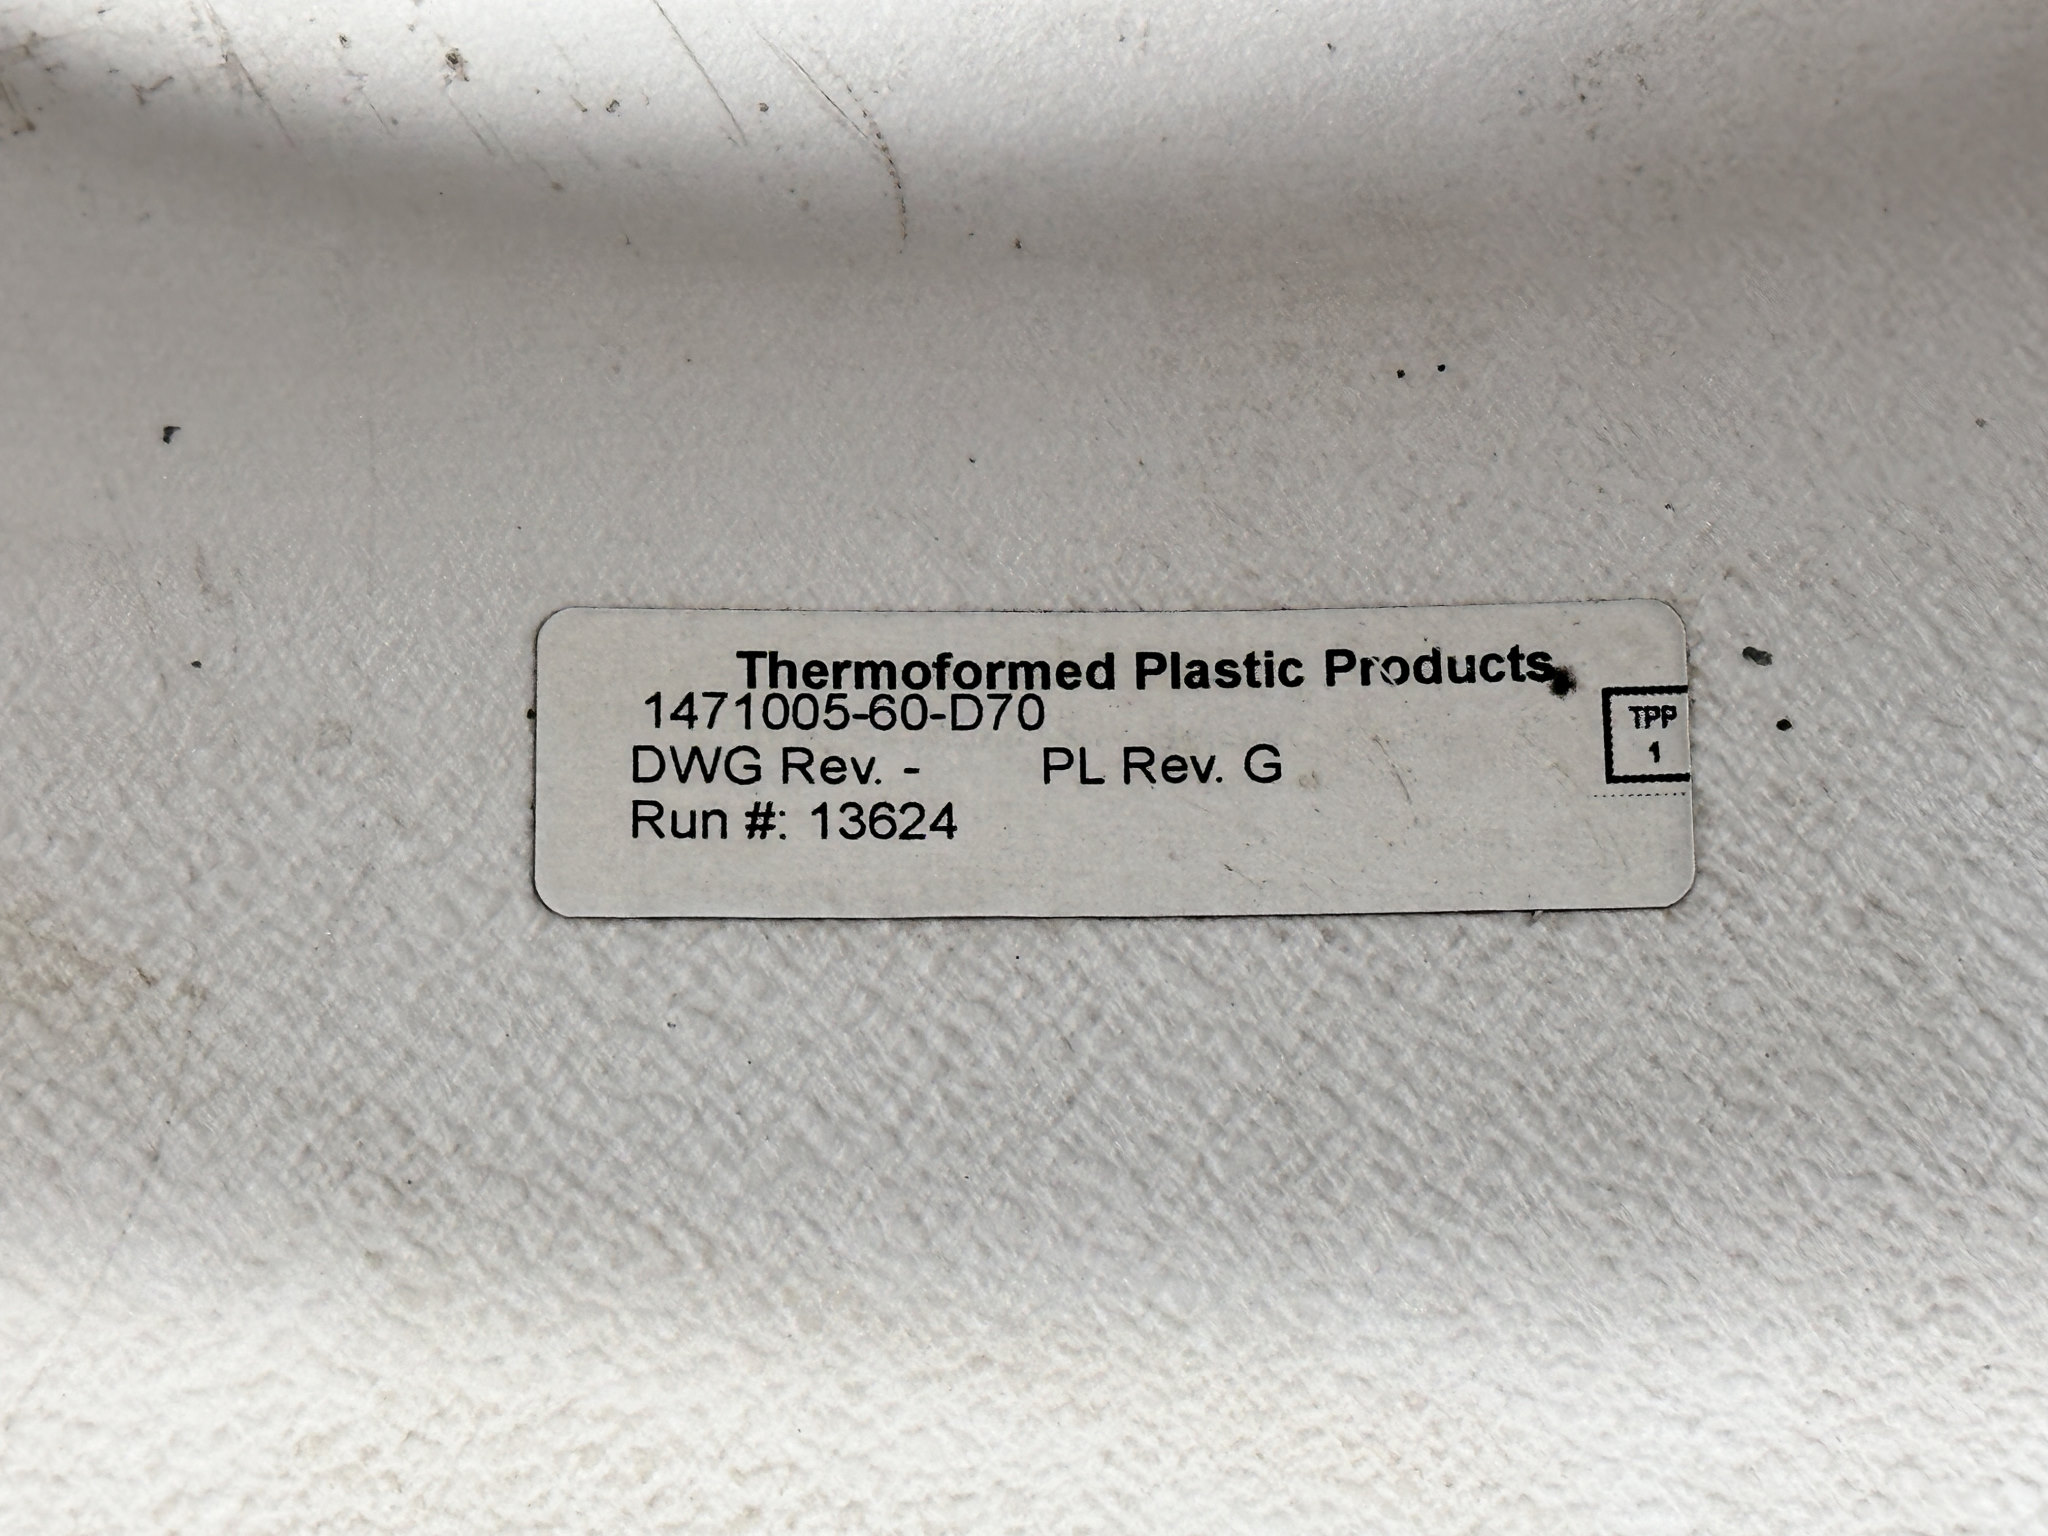 Thermoformed Plastic Products
1471005-60-D70
DWG Rev. - PL Rev. G
Run #: 13624
TPP
1